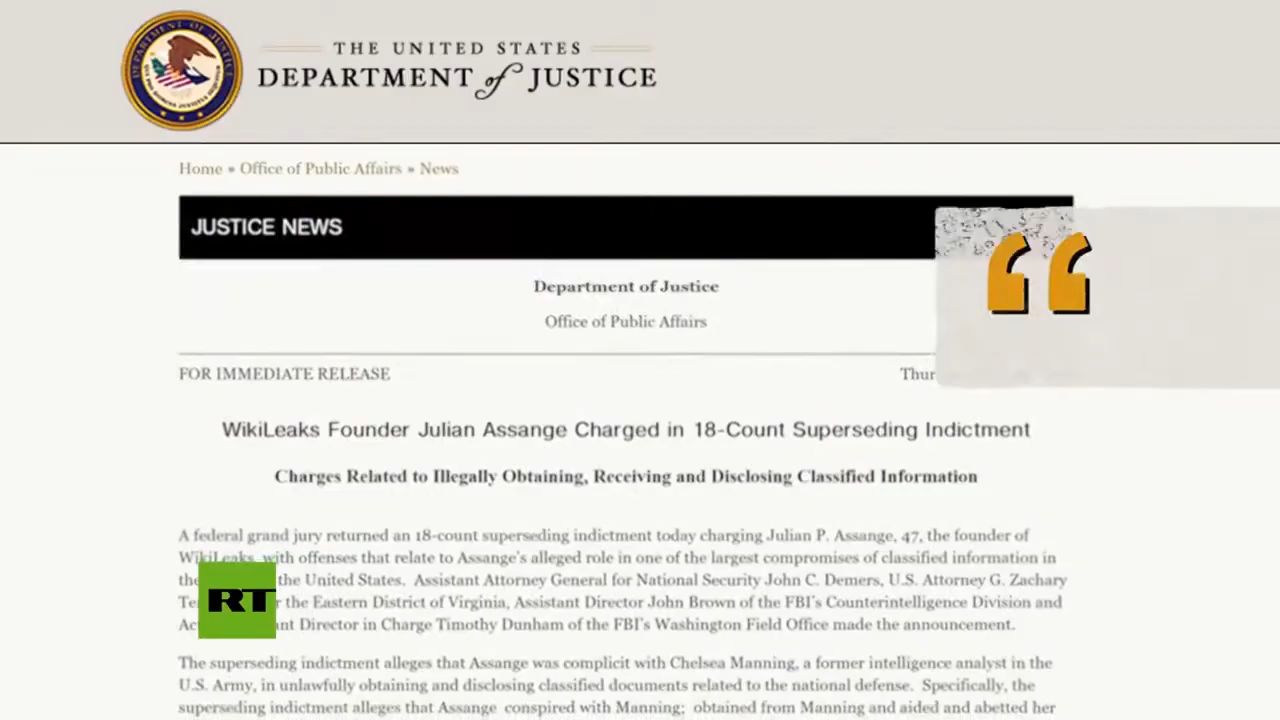 THE UNITED STATES
DEPARTMENT of JUSTICE
Home » Office of Public Affairs » News
JUSTICE NEWS
“
Department of Justice
Office of Public Affairs
FOR IMMEDIATE RELEASE
WikiLeaks Founder Julian Assange Charged in 18-Count Superseding Indictment
Charges Related to Illegally Obtaining, Receiving and Disclosing Classified Information
A federal grand jury returned an 18-count superseding indictment today charging Julian P. Assange, 47, the founder of
WikiLeaks, with offenses that relate to Assange's alleged role in one of the largest compromises of classified information in
the United States. Assistant Attorney General for National Security John C. Demers, U.S. Attorney G. Zachary
the Eastern District of Virginia, Assistant Director John Brown of the FBI's Counterintelligence Division and
Director in Charge Timothy Dunham of the FBI's Washington Field Office made the announcement.
RT
The superseding indictment alleges that Assange was complicit with Chelsea Manning, a former intelligence analyst in the
U.S. Army, in unlawfully obtaining and disclosing classified documents related to the national defense. Specifically, the
superseding indictment alleges that Assange conspired with Manning; obtained from Manning and aided and abetted her